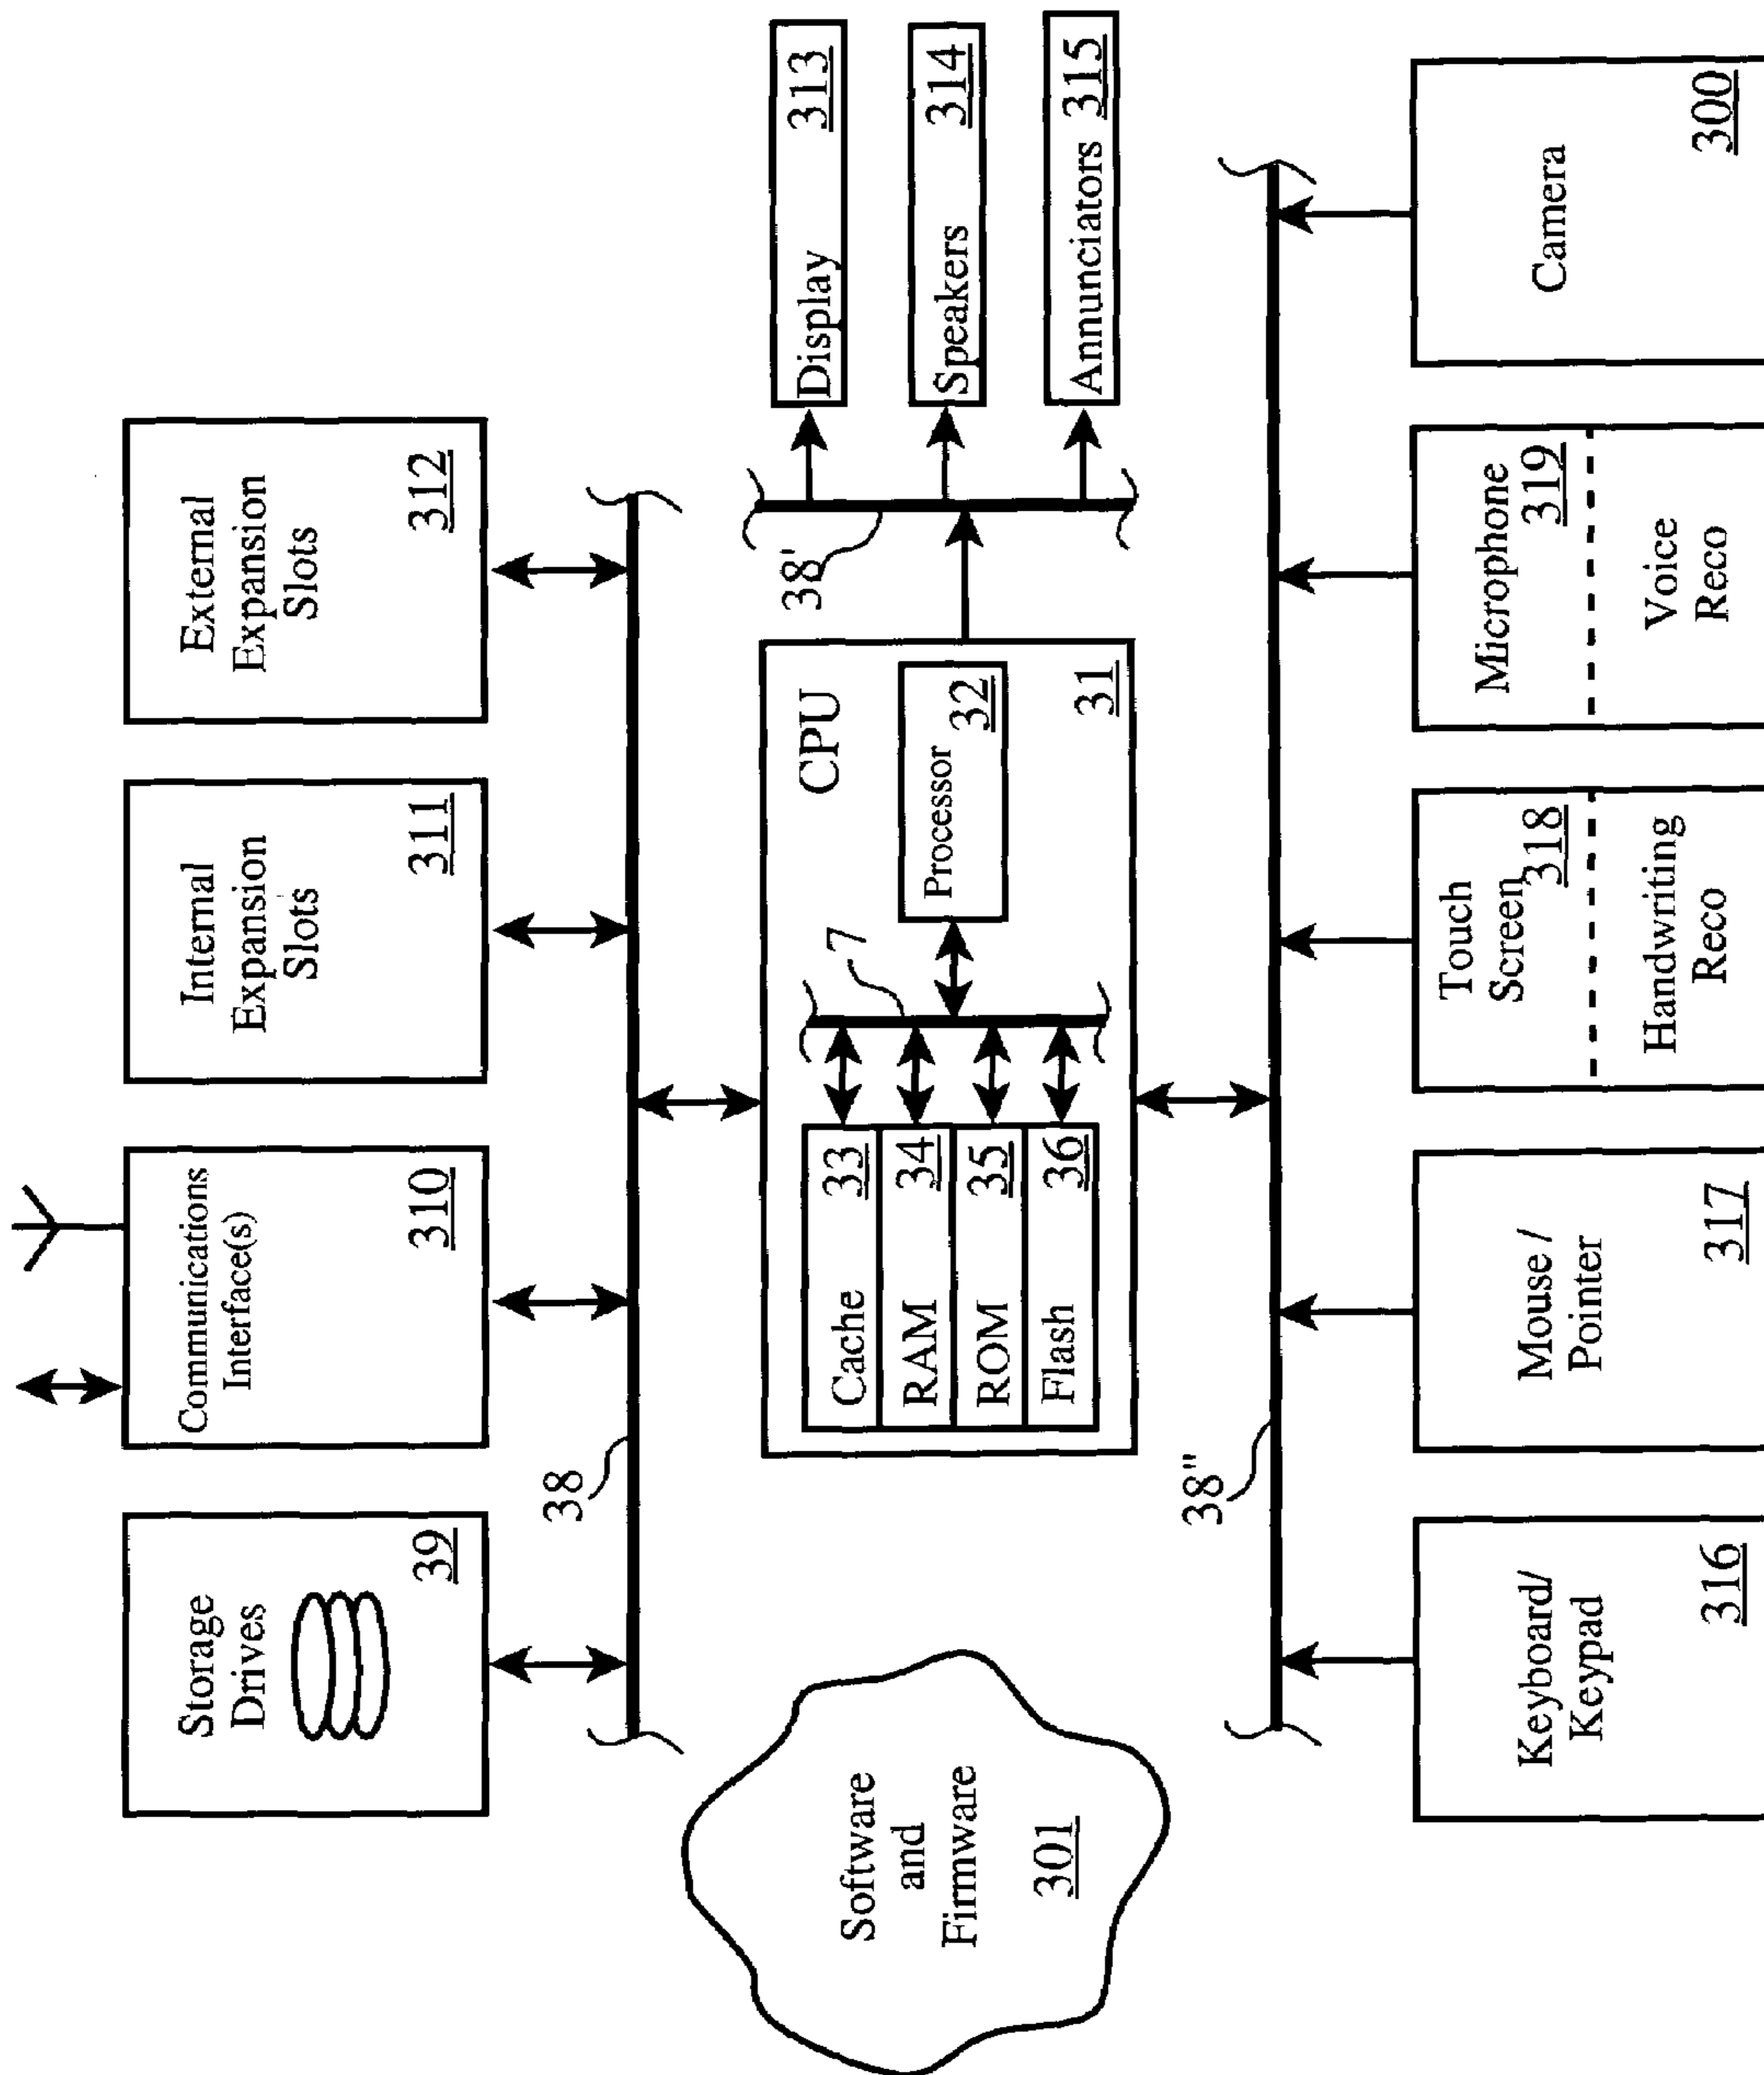 Storage
Drives
39
Communications
Interface(s)
310
Internal
Expansion
Slots
311
External
Expansion
Slots
312
38
CPU
Cache 33
RAM 34
ROM 35
Flash 36
7
Processor
32
31
38'
Display 313
Speakers 314
Annunciators 315
Software
and
Firmware
301
38"
Keyboard/
Keypad
316
Mouse /
Pointer
317
Touch
Screen
318
Handwriting
Reco
Microphone
319
Voice
Reco
Camera
300